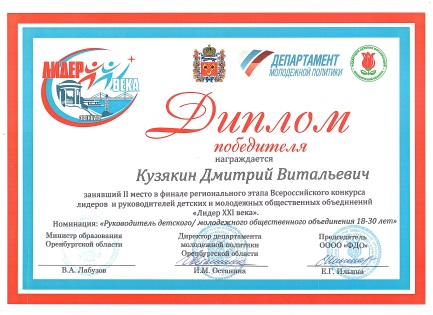 ЛИДЕР
ВЕКА
ДЕПАРТАМЕНТ
МОЛОДЕЖНОЙ ПОЛИТИКИ
Диплом
победителя
награждается
Кузякин Дмитрий Витальевич
занявший II место в финале регионального этапа Всероссийского конкурса
лидеров и руководителей детских и молодежных общественных объединений
«Лидер XXI века».
Номинация: «Руководитель детского/ молодежного общественного объединения 18-30 лет»
Министр образования
Оренбургской области
В.А. Лабузов
Директор департамента
молодежной политики
Оренбургской области
И.М. Останина
Председатель
ОООО «ФДО»
Е.Г. Ильина